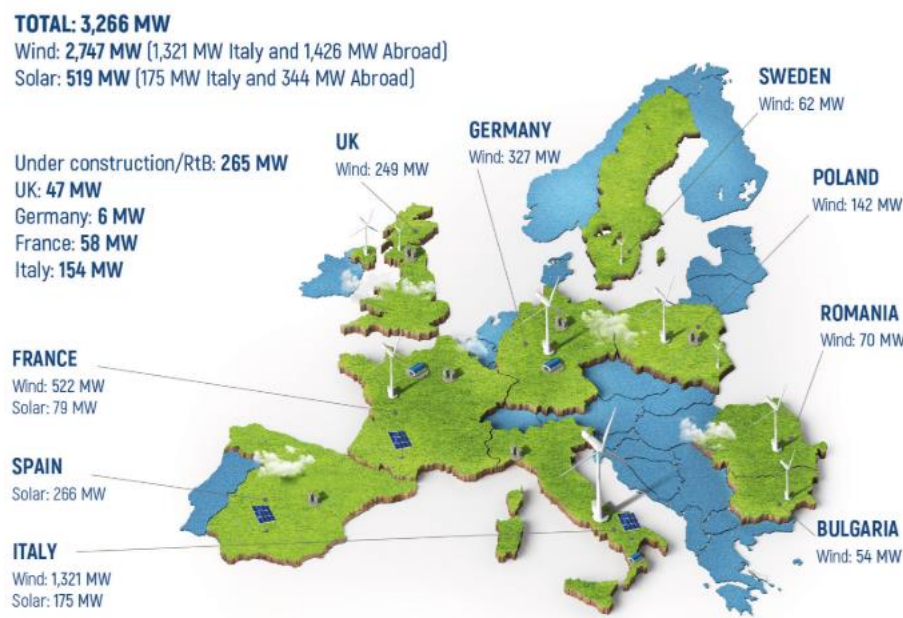 TOTAL: 3,266 MW
Wind: 2,747 MW (1,321 MW Italy and 1,426 MW Abroad)
Solar: 519 MW (175 MW Italy and 344 MW Abroad)
Under construction/RtB: 265 MW
UK: 47 MW
Germany: 6 MW
France: 58 MW
Italy: 154 MW
UK
Wind: 249 MW
GERMANY
Wind: 327 MW
SWEDEN
Wind: 62 MW
POLAND
Wind: 142 MW
ROMANIA
Wind: 70 MW
FRANCE
Wind: 522 MW
Solar: 79 MW
SPAIN
Solar: 266 MW
ITALY
Wind: 1,321 MW
Solar: 175 MW
BULGARIA
Wind: 54 MW